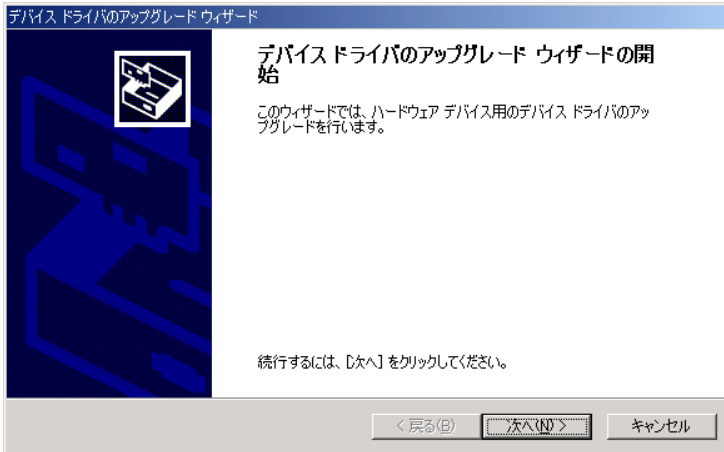 デバイス ドライバのアップグレード ウィザード
デバイス ドライバのアップグレード ウィザードの開
始
このウィザードでは、ハードウェア デバイス用のデバイス ドライバのアッ
プグレードを行います。
続行するには、[次へ] をクリックしてください。
< 戻る(B)
次へ(N) >
キャンセル